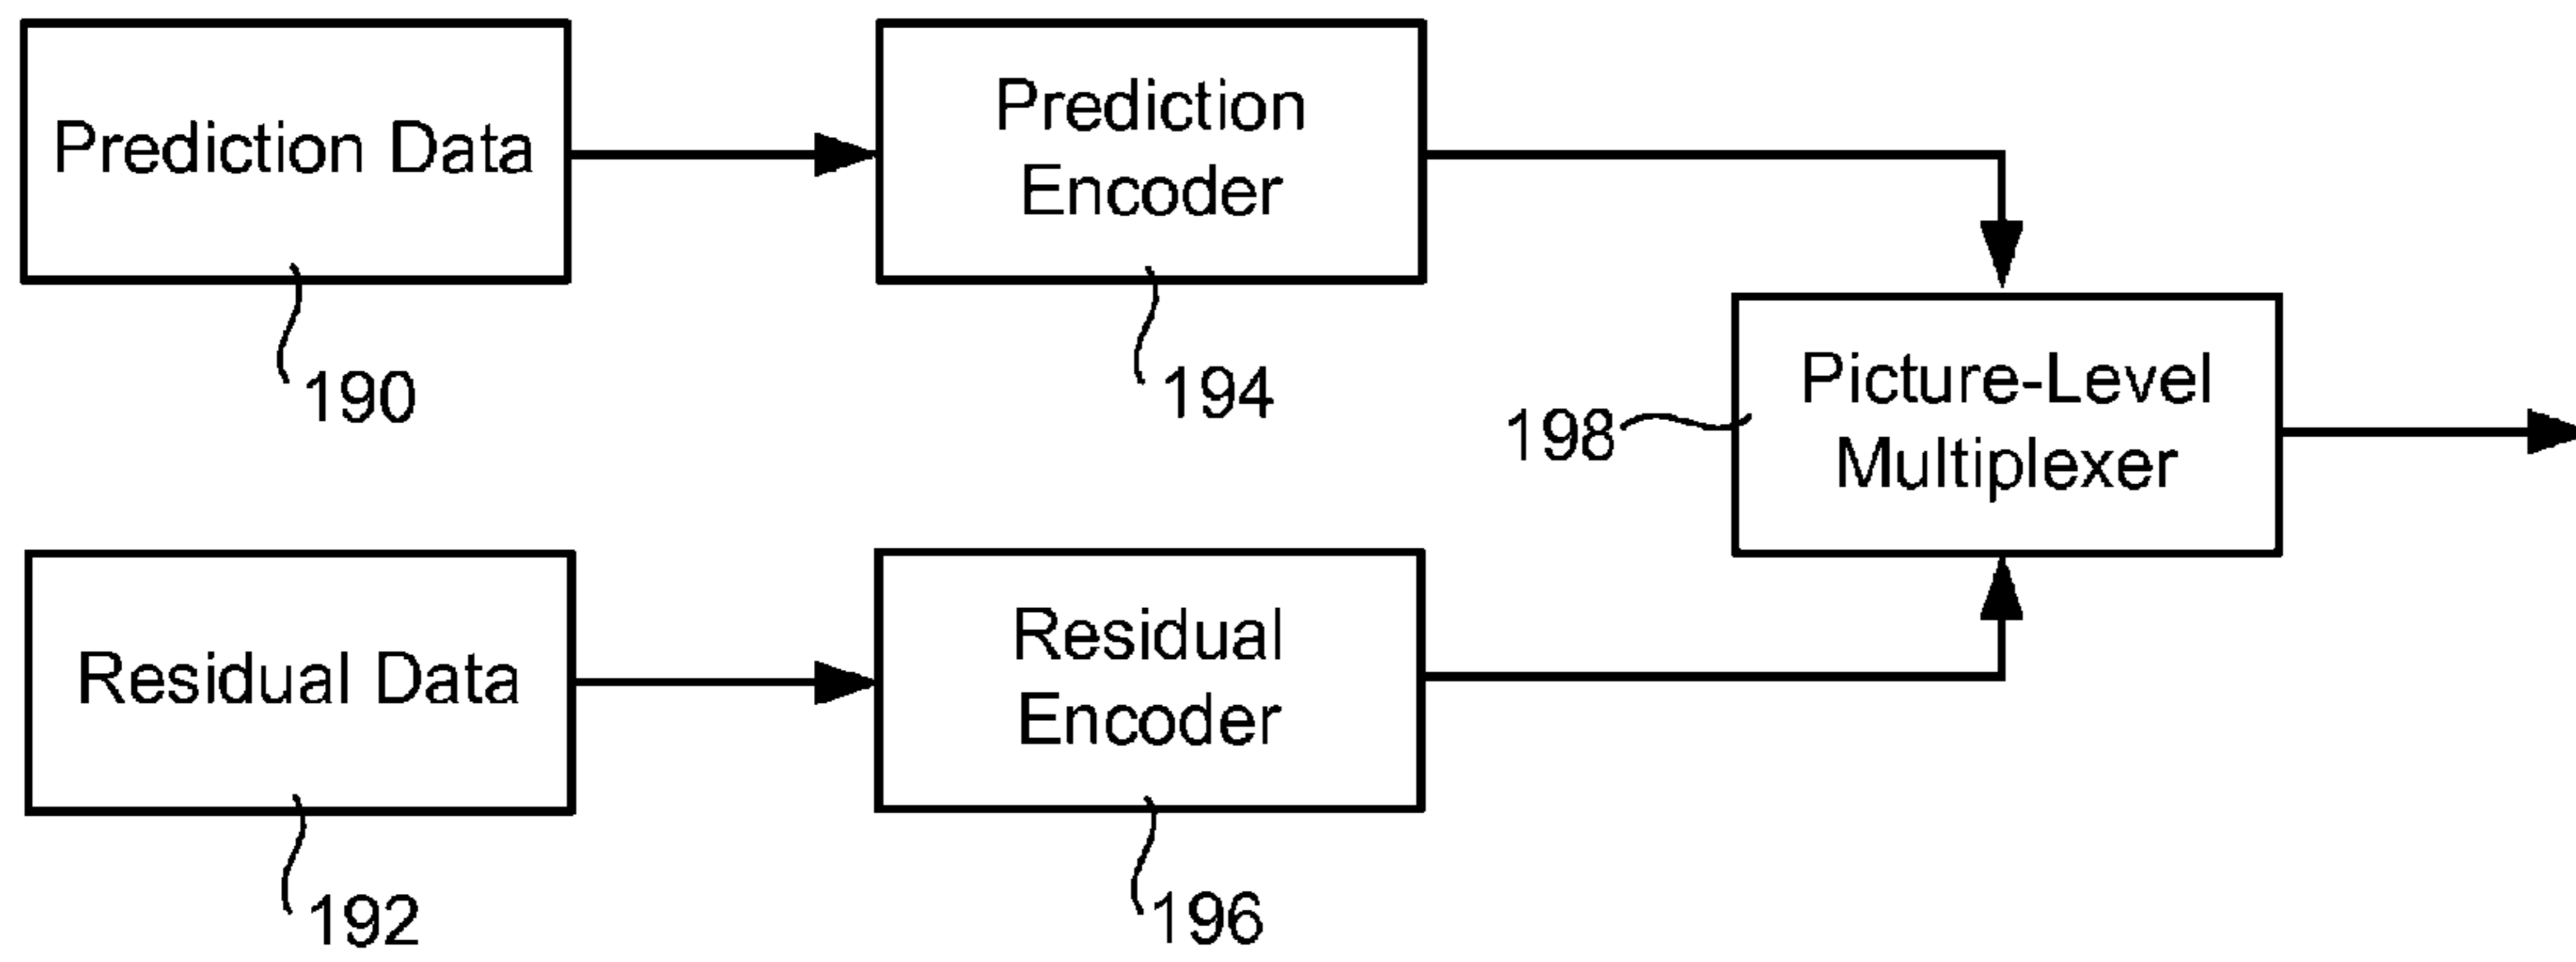 Prediction Data
190
Prediction
Encoder
194
Picture-Level
Multiplexer
198
Residual Data
192
Residual
Encoder
196